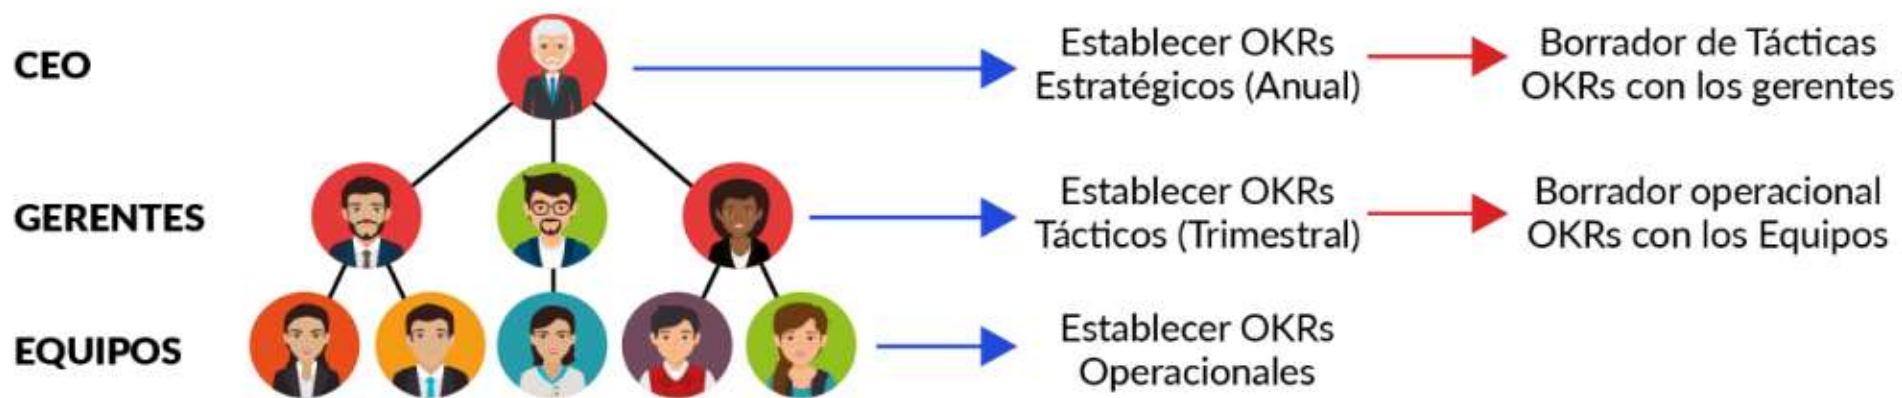 CEO
Establecer OKRs
Estratégicos (Anual)
Borrador de Tácticas
OKRs con los gerentes
GERENTES
Establecer OKRs
Tácticos (Trimestral)
Borrador operacional
OKRs con los Equipos
EQUIPOS
Establecer OKRs
Operacionales